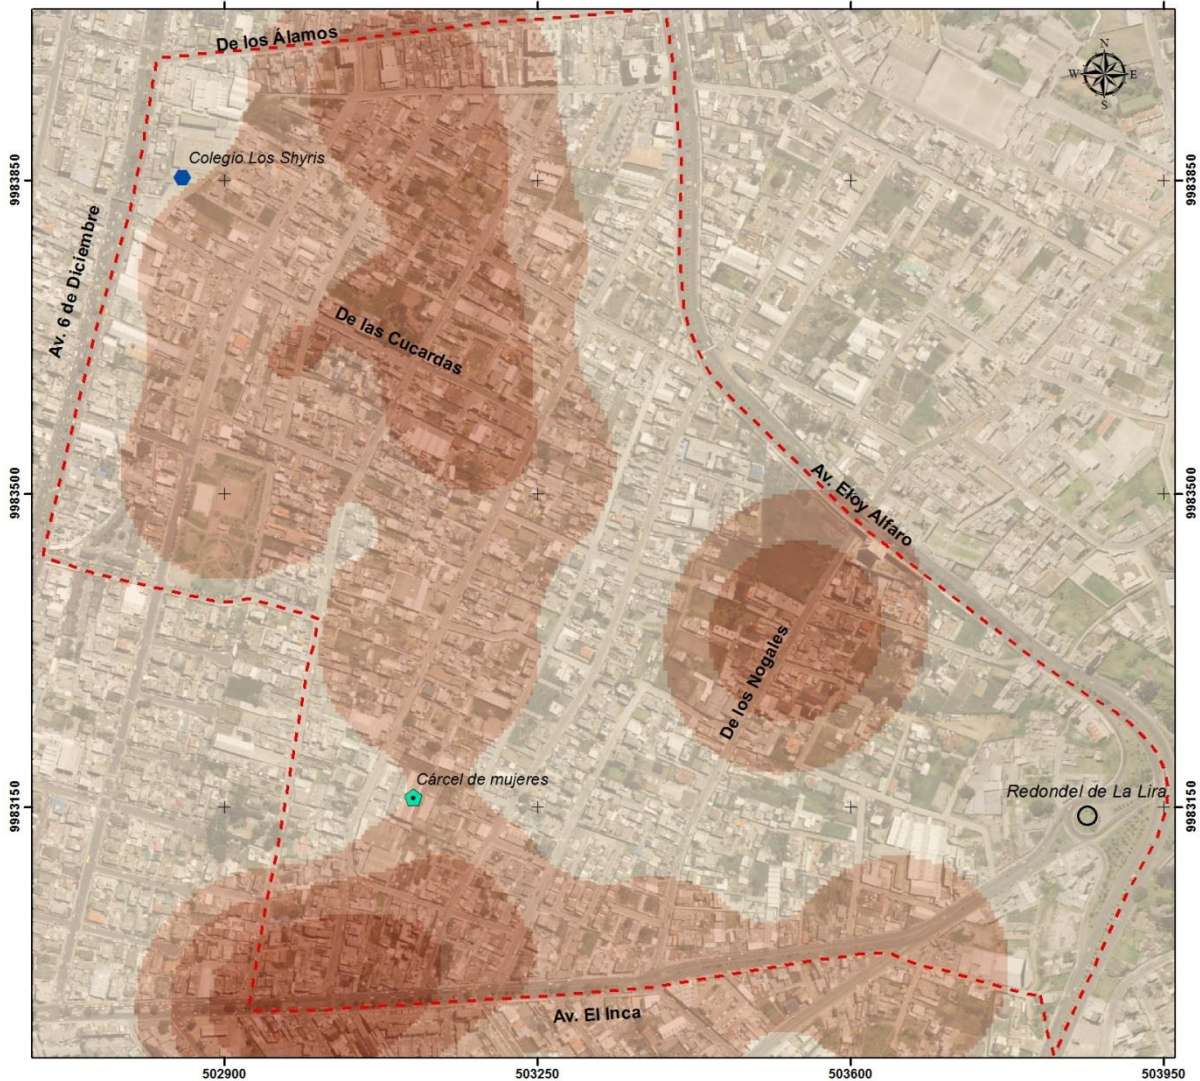 De los Álamos
N
W E
S
Colegio Los Shyris
9983850
9983850
Av. 6 de Diciembre
De las Cucardas
Av. Eloy Alfaro
9983500
9983500
De los Nogales
Cárcel de mujeres
Redondel de La Lira
9983150
9983150
Av. El Inca
502900
503250
503600
503950